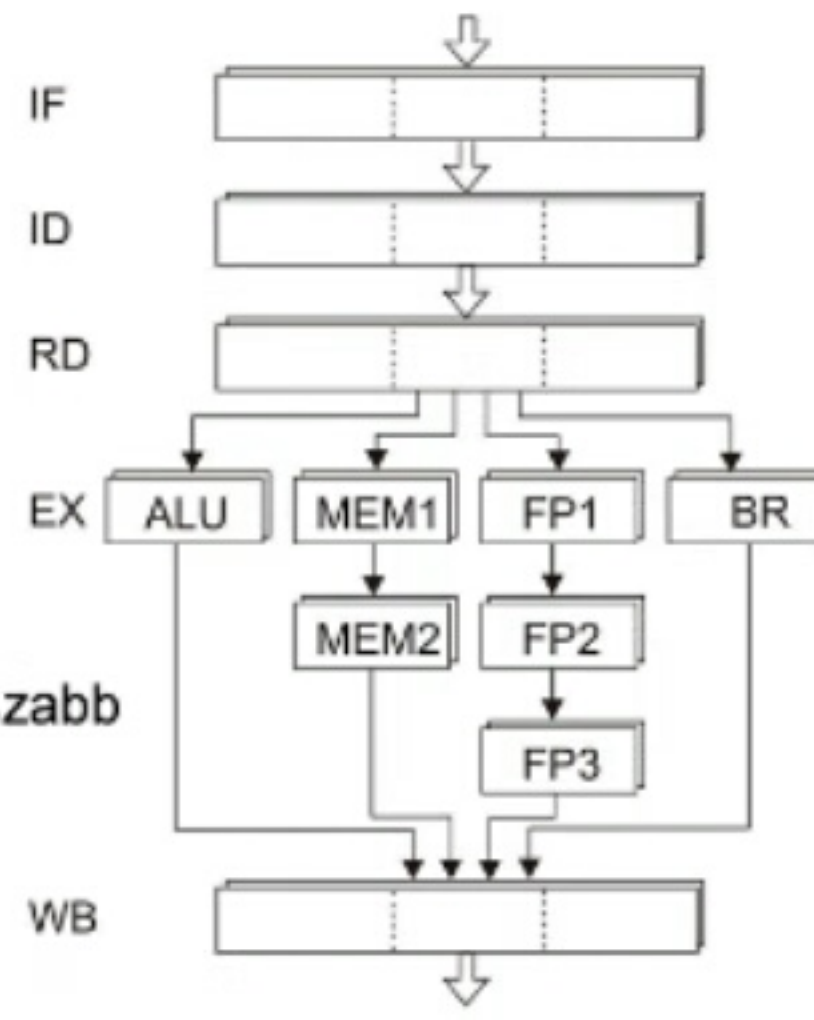 IF
ID
RD
EX ALU MEM1 FP1 BR
MEM2 FP2
zabb
FP3
WB